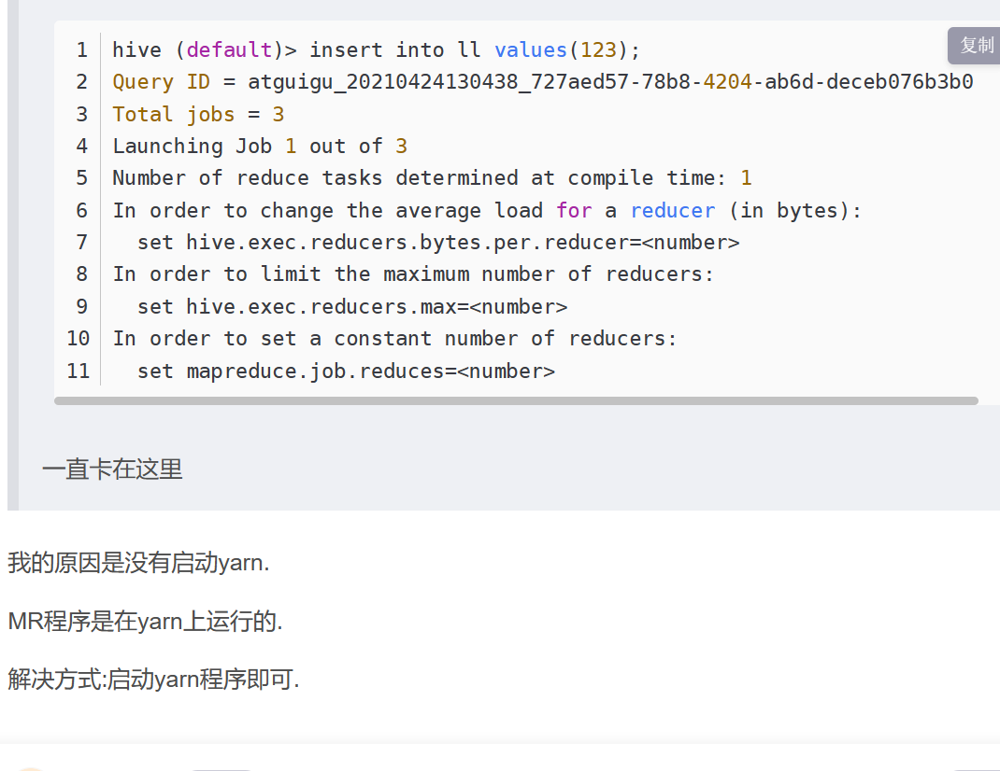 复制
1 hive (default)> insert into ll values(123);
2 Query ID = atguigu_20210424130438_727aed57-78b8-4204-ab6d-deceb076b3b0
3 Total jobs = 3
4 Launching Job 1 out of 3
5 Number of reduce tasks determined at compile time: 1
6 In order to change the average load for a reducer (in bytes):
7   set hive.exec.reducers.bytes.per.reducer=<number>
8 In order to limit the maximum number of reducers:
9   set hive.exec.reducers.max=<number>
10 In order to set a constant number of reducers:
11   set mapreduce.job.reduces=<number>
一直卡在这里
我的原因是没有启动yarn.
MR程序是在yarn上运行的.
解决方式:启动yarn程序即可.